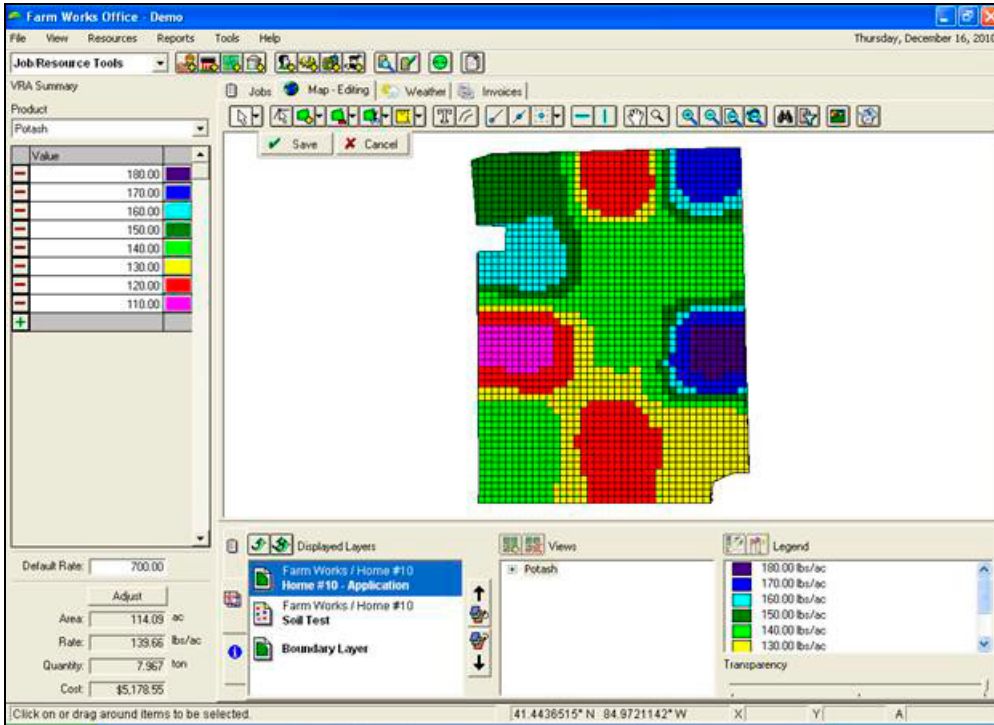 Farm Works Office - Demo
File View Resources Reports Tools Help
Thursday, December 16, 2010
Job/Resource Tools
VRA Summary
Jobs Map - Editing Weather Invoices
Product
Potash
Save Cancel
Value
180.00
170.00
160.00
150.00
140.00
130.00
120.00
110.00
Default Rate: 700.00
Adjust
Area: 114.09 ac
Rate: 139.66 lbs/ac
Quantity: 7.967 ton
Cost: $5,178.55
Displayed Layers
Farm Works / Home #10
Home #10 - Application
Farm Works / Home #10
Soil Test
Boundary Layer
Views
Potash
Legend
180.00 lbs/ac
170.00 lbs/ac
160.00 lbs/ac
150.00 lbs/ac
140.00 lbs/ac
130.00 lbs/ac
Transparency
Click on or drag around items to be selected.
41.4436515° N 84.9721142° W
X Y A